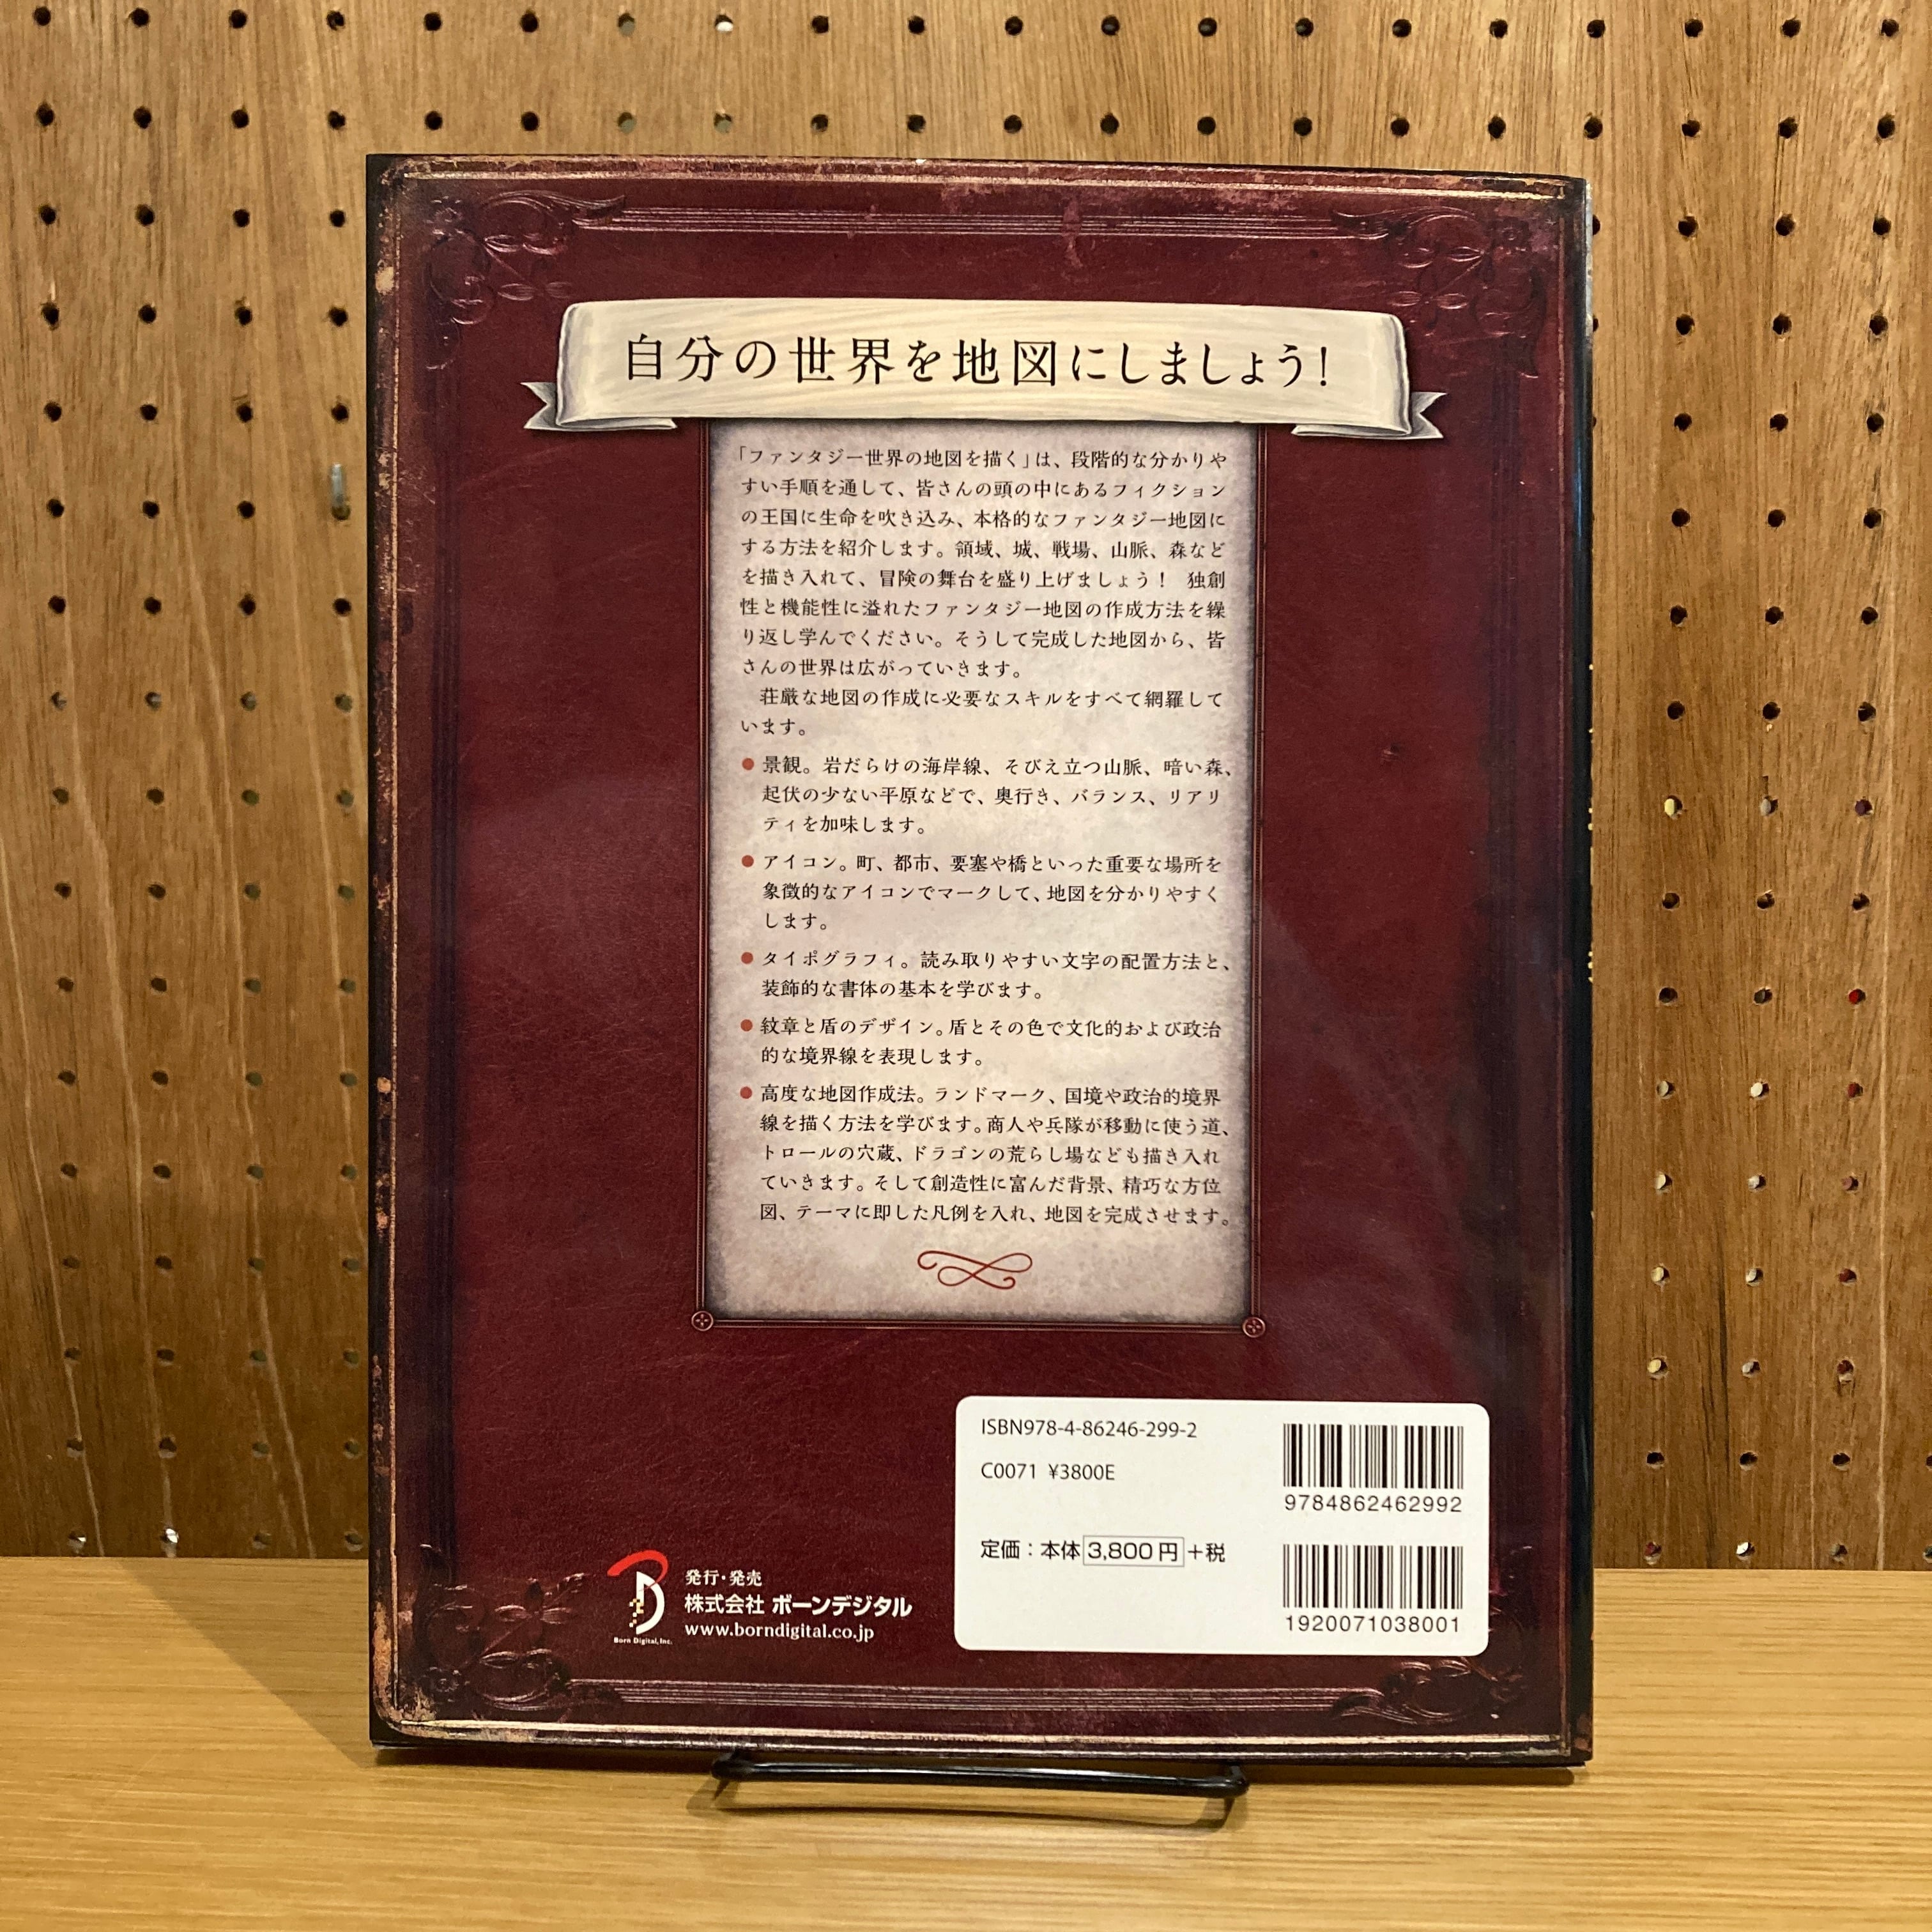 自分の世界を地図にしましょう！
「ファンタジー世界の地図を描く」は、段階的な分かりや
すい手順を通して、皆さんの頭の中にあるフィクション
の王国に生命を吹き込み、本格的なファンタジー地図に
する方法を紹介します。領域、城、戦場、山脈、森など
を描き入れて、冒険の舞台を盛り上げましょう！　独創
性と機能性に溢れたファンタジー地図の作成方法を繰
り返し学んでください。そうして完成した地図から、皆
さんの世界は広がっていきます。
荘厳な地図の作成に必要なスキルをすべて網羅して
います。
● 景観。岩だらけの海岸線、そびえ立つ山脈、暗い森、
起伏の少ない平原などで、奥行き、バランス、リアリ
ティを加味します。
● アイコン。町、都市、要塞や橋といった重要な場所を
象徴的なアイコンでマークして、地図を分かりやすく
します。
● タイポグラフィ。読み取りやすい文字の配置方法と、
装飾的な書体の基本を学びます。
● 紋章と盾のデザイン。盾とその色で文化的および政治
的な境界線を表現します。
● 高度な地図作成法。ランドマーク、国境や政治的境界
線を描く方法を学びます。商人や兵隊が移動に使う道、
トロールの穴蔵、ドラゴンの荒らし場なども描き入れ
ていきます。そして創造性に富んだ背景、精巧な方位
図、テーマに即した凡例を入れ、地図を完成させます。
ISBN978-4-86246-299-2
C0071 ¥3800E
9784862462992
定価：本体3,800円+税
1920071038001
発行・発売
株式会社 ボーンデジタル
www.borndigital.co.jp
Born Digital, Inc.